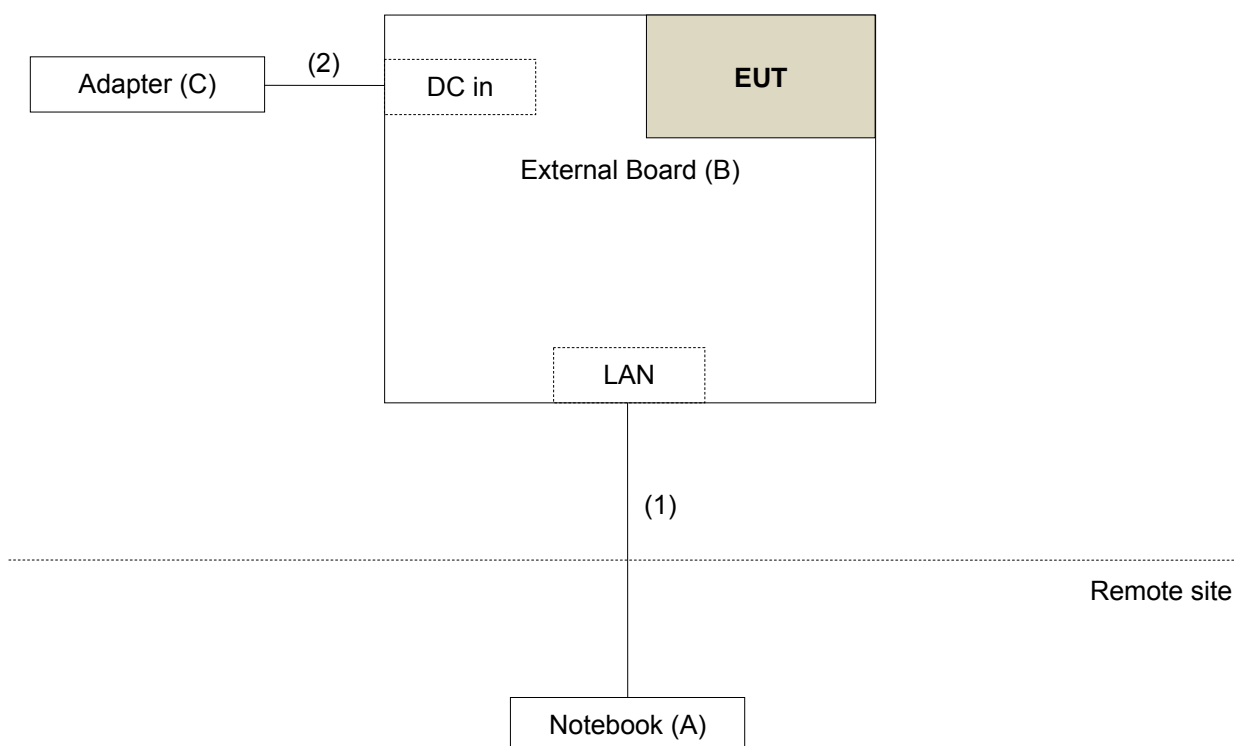 (2)
Adapter (C)
DC in
EUT
External Board (B)
LAN
(1)
Remote site
Notebook (A)